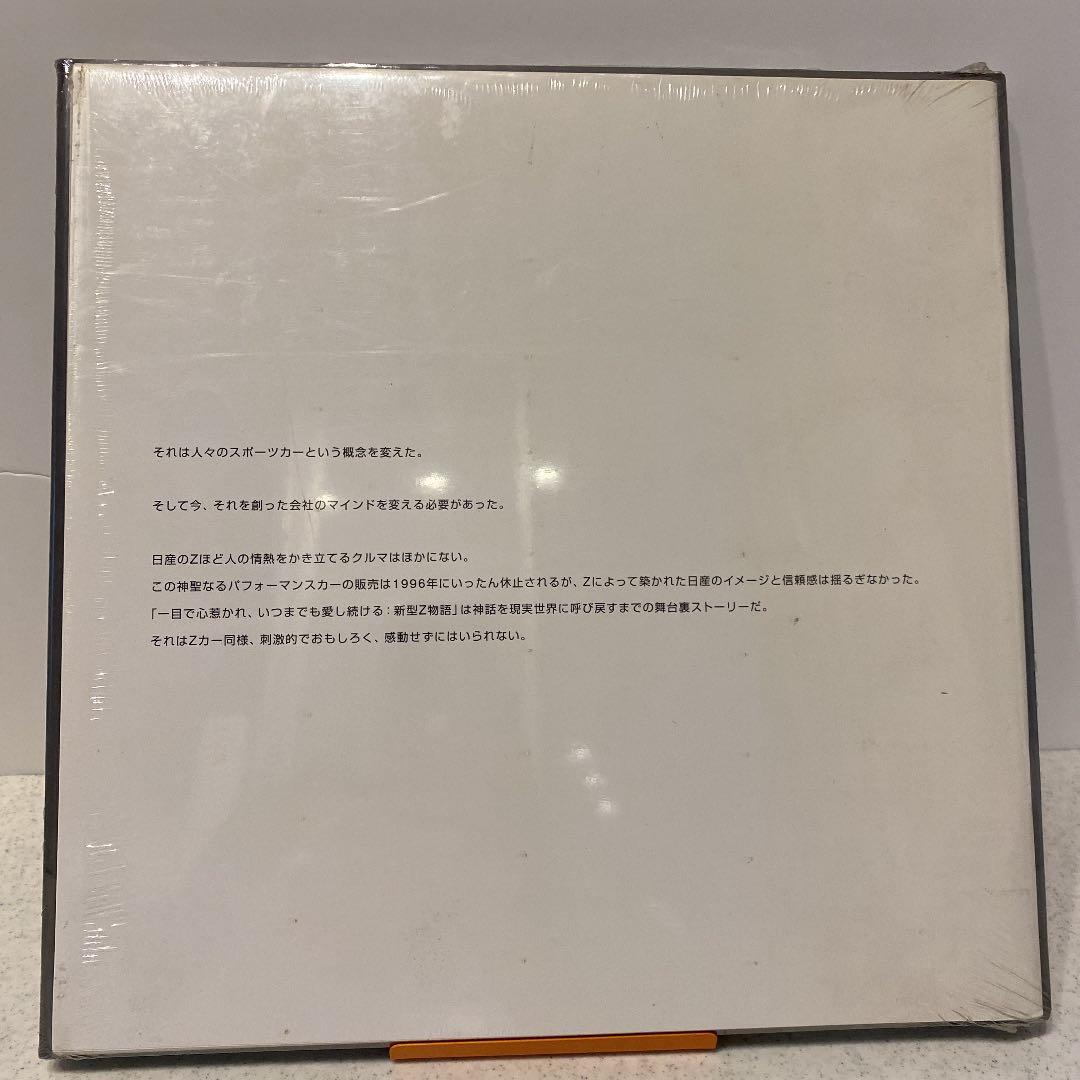 それは人々のスポーツカーという概念を変えた。
そして今、それを創った会社のマインドを変える必要があった。
日産のZほど人の情熱をかき立てるクルマはほかにない。
この神聖なるパフォーマンスカーの販売は1996年にいったん休止されるが、Zによって築かれた日産のイメージと信頼感は揺るぎなかった。
「一目で心惹かれ、いつまでも愛し続ける:新型Z物語」は神話を現実世界に呼び戻すまでの舞台裏ストーリーだ。
それはZカー同様、刺激的でおもしろく、感動せずにはいられない。